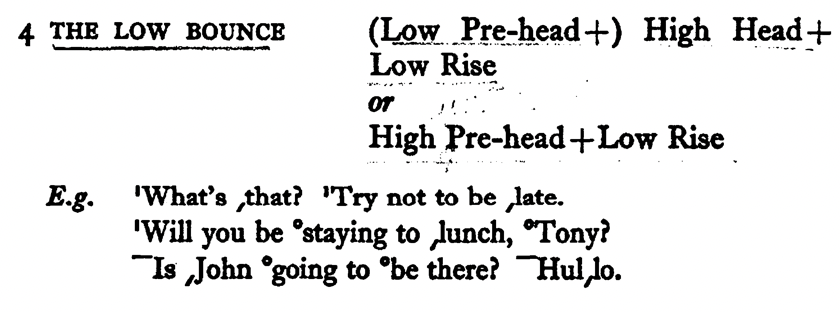 4 THE LOW BOUNCE (Low Pre-head+) High Head+
Low Rise
or
High Pre-head+Low Rise
E.g. ˈWhat's ˏthat? ˈTry not to be ˏlate.
ˈWill you be °staying to ˏlunch, °Tony?
¯Is ˏJohn °going to °be there? ¯Hulˏlo.